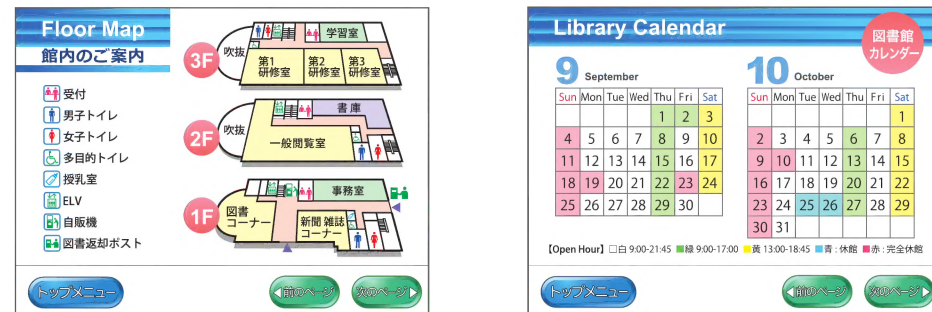 Floor Map
館内のご案内
受付
男子トイレ
女子トイレ
多目的トイレ
授乳室
ELV
自販機
図書返却ポスト
3F
吹抜
学習室
第1
研修室
第2
研修室
第3
研修室
2F
吹抜
書庫
一般閲覧室
1F
図書
コーナー
事務室
新聞 雑誌
コーナー
トップメニュー
◀前のページ
次のページ▶
Library Calendar
図書館
カレンダー
9 September
Sun Mon Tue Wed Thu Fri Sat
1 2 3
4 5 6 7 8 9 10
11 12 13 14 15 16 17
18 19 20 21 22 23 24
25 26 27 28 29 30
10 October
Sun Mon Tue Wed Thu Fri Sat
1
2 3 4 5 6 7 8
9 10 11 12 13 14 15
16 17 18 19 20 21 22
23 24 25 26 27 28 29
30 31
【Open Hour】 □白 9:00-21:45 ■緑 9:00-17:00 ■黄 13:00-18:45 ■青 : 休館 ■赤 : 完全休館
トップメニュー
◀前のページ
次のページ▶